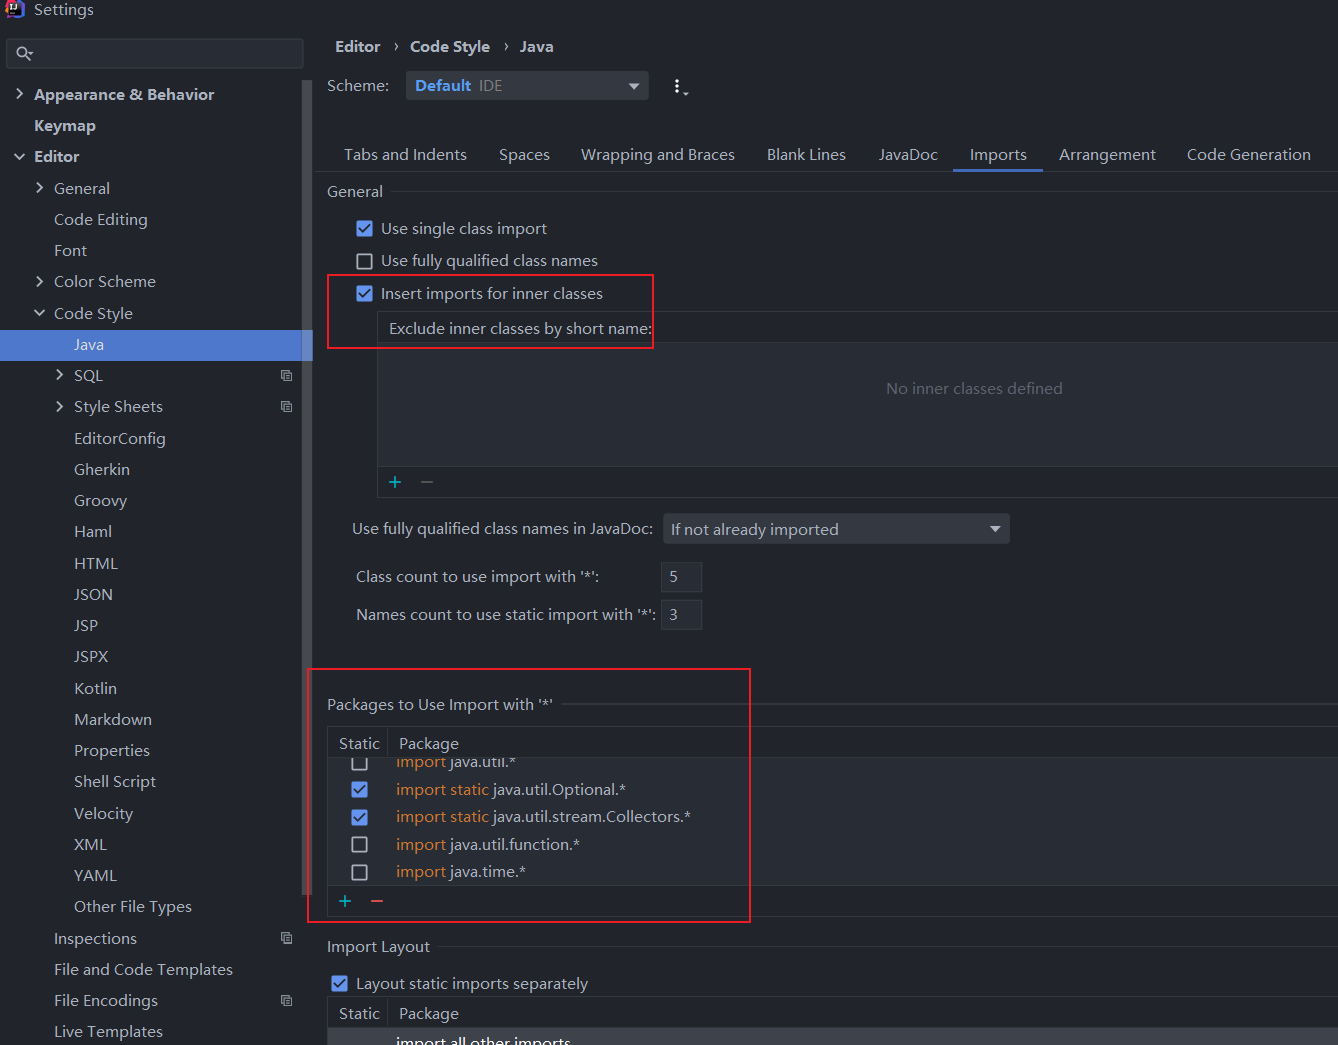 Settings
Appearance & Behavior
Keymap
Editor
General
Code Editing
Font
Color Scheme
Code Style
Java
SQL
Style Sheets
EditorConfig
Gherkin
Groovy
Haml
HTML
JSON
JSP
JSPX
Kotlin
Markdown
Properties
Shell Script
Velocity
XML
YAML
Other File Types
Inspections
File and Code Templates
File Encodings
Live Templates
Editor › Code Style › Java
Scheme: Default IDE
Tabs and Indents Spaces Wrapping and Braces Blank Lines JavaDoc Imports Arrangement Code Generation
General
Use single class import
Use fully qualified class names
Insert imports for inner classes
Exclude inner classes by short name:
No inner classes defined
Use fully qualified class names in JavaDoc: If not already imported
Class count to use import with '*': 5
Names count to use static import with '*': 3
Packages to Use Import with '*'
Static Package
import java.util.*
import static java.util.Optional.*
import static java.util.stream.Collectors.*
import java.util.function.*
import java.time.*
Import Layout
Layout static imports separately
Static Package
import all other imports